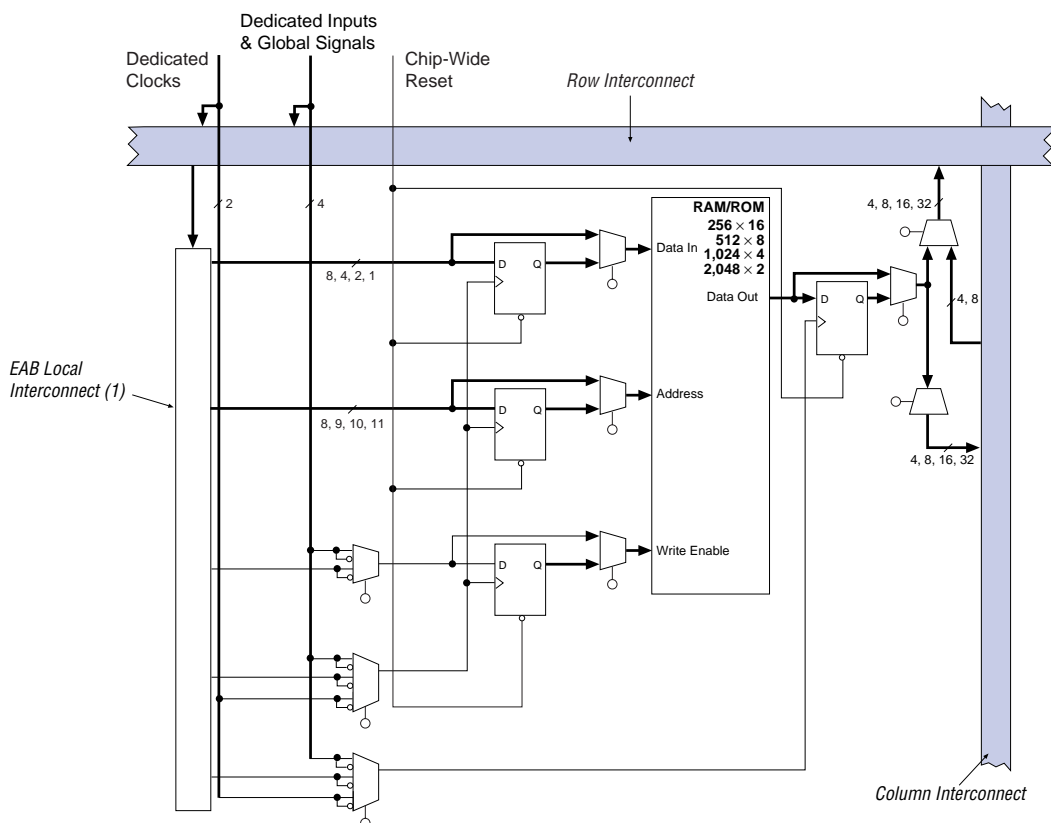 Dedicated Inputs
& Global Signals
Dedicated
Clocks
Chip-Wide
Reset
Row Interconnect
2
4
RAM/ROM
256 × 16
512 × 8
1,024 × 4
2,048 × 2
4, 8, 16, 32
Data In
D
Q
8, 4, 2, 1
Data Out
D
Q
4, 8
EAB Local
Interconnect (1)
D
Q
Address
8, 9, 10, 11
4, 8, 16, 32
D
Q
Write Enable
Column Interconnect